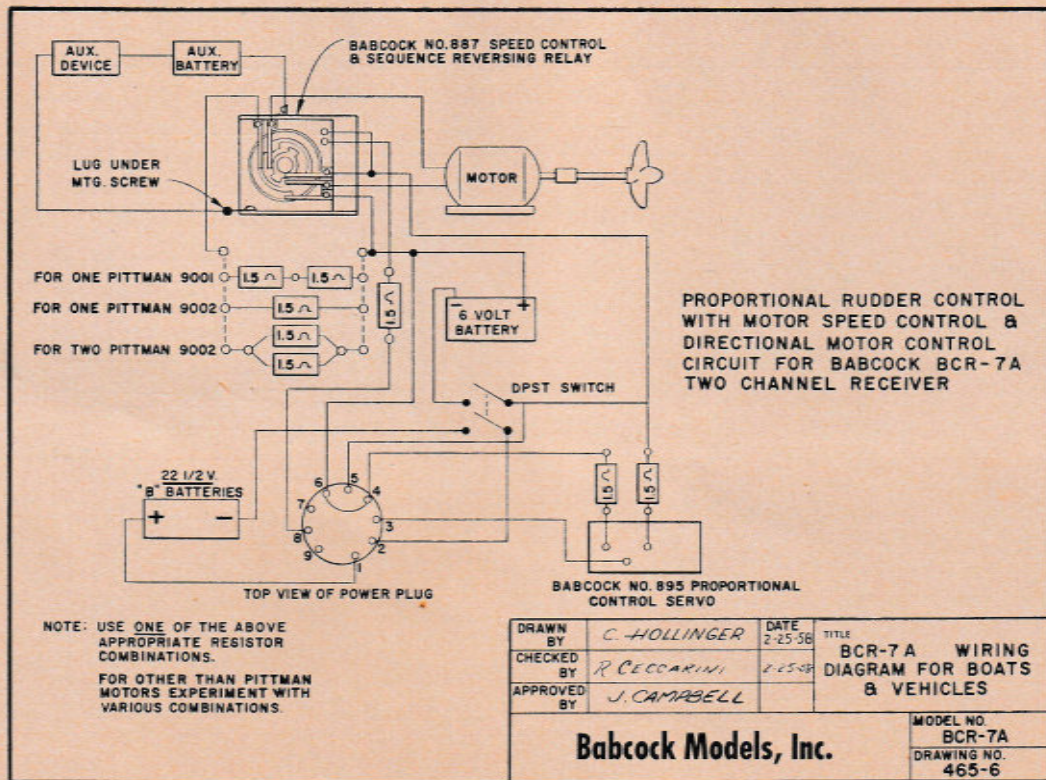 AUX.
DEVICE
AUX.
BATTERY
BABCOCK NO. 887 SPEED CONTROL
& SEQUENCE REVERSING RELAY
LUG UNDER
MTG. SCREW
MOTOR
FOR ONE PITTMAN 9001
1.5
1.5
FOR ONE PITTMAN 9002
1.5
FOR TWO PITTMAN 9002
1.5
1.5
1.5
- +
6 VOLT
BATTERY
PROPORTIONAL RUDDER CONTROL
WITH MOTOR SPEED CONTROL &
DIRECTIONAL MOTOR CONTROL
CIRCUIT FOR BABCOCK BCR-7A
TWO CHANNEL RECEIVER
DPST SWITCH
22 1/2 V.
"B" BATTERIES
+ -
6
5
4
7
3
8
2
9
1
1.5
1.5
TOP VIEW OF POWER PLUG
BABCOCK NO. 895 PROPORTIONAL
CONTROL SERVO
NOTE: USE ONE OF THE ABOVE
APPROPRIATE RESISTOR
COMBINATIONS.
FOR OTHER THAN PITTMAN
MOTORS EXPERIMENT WITH
VARIOUS COMBINATIONS.
DRAWN
BY
C. HOLLINGER
DATE
2-25-58
CHECKED
BY
R CECCARINI
2-25-58
APPROVED
BY
J. CAMPBELL
TITLE
BCR-7A WIRING
DIAGRAM FOR BOATS
& VEHICLES
Babcock Models, Inc.
MODEL NO.
BCR-7A
DRAWING NO.
465-6